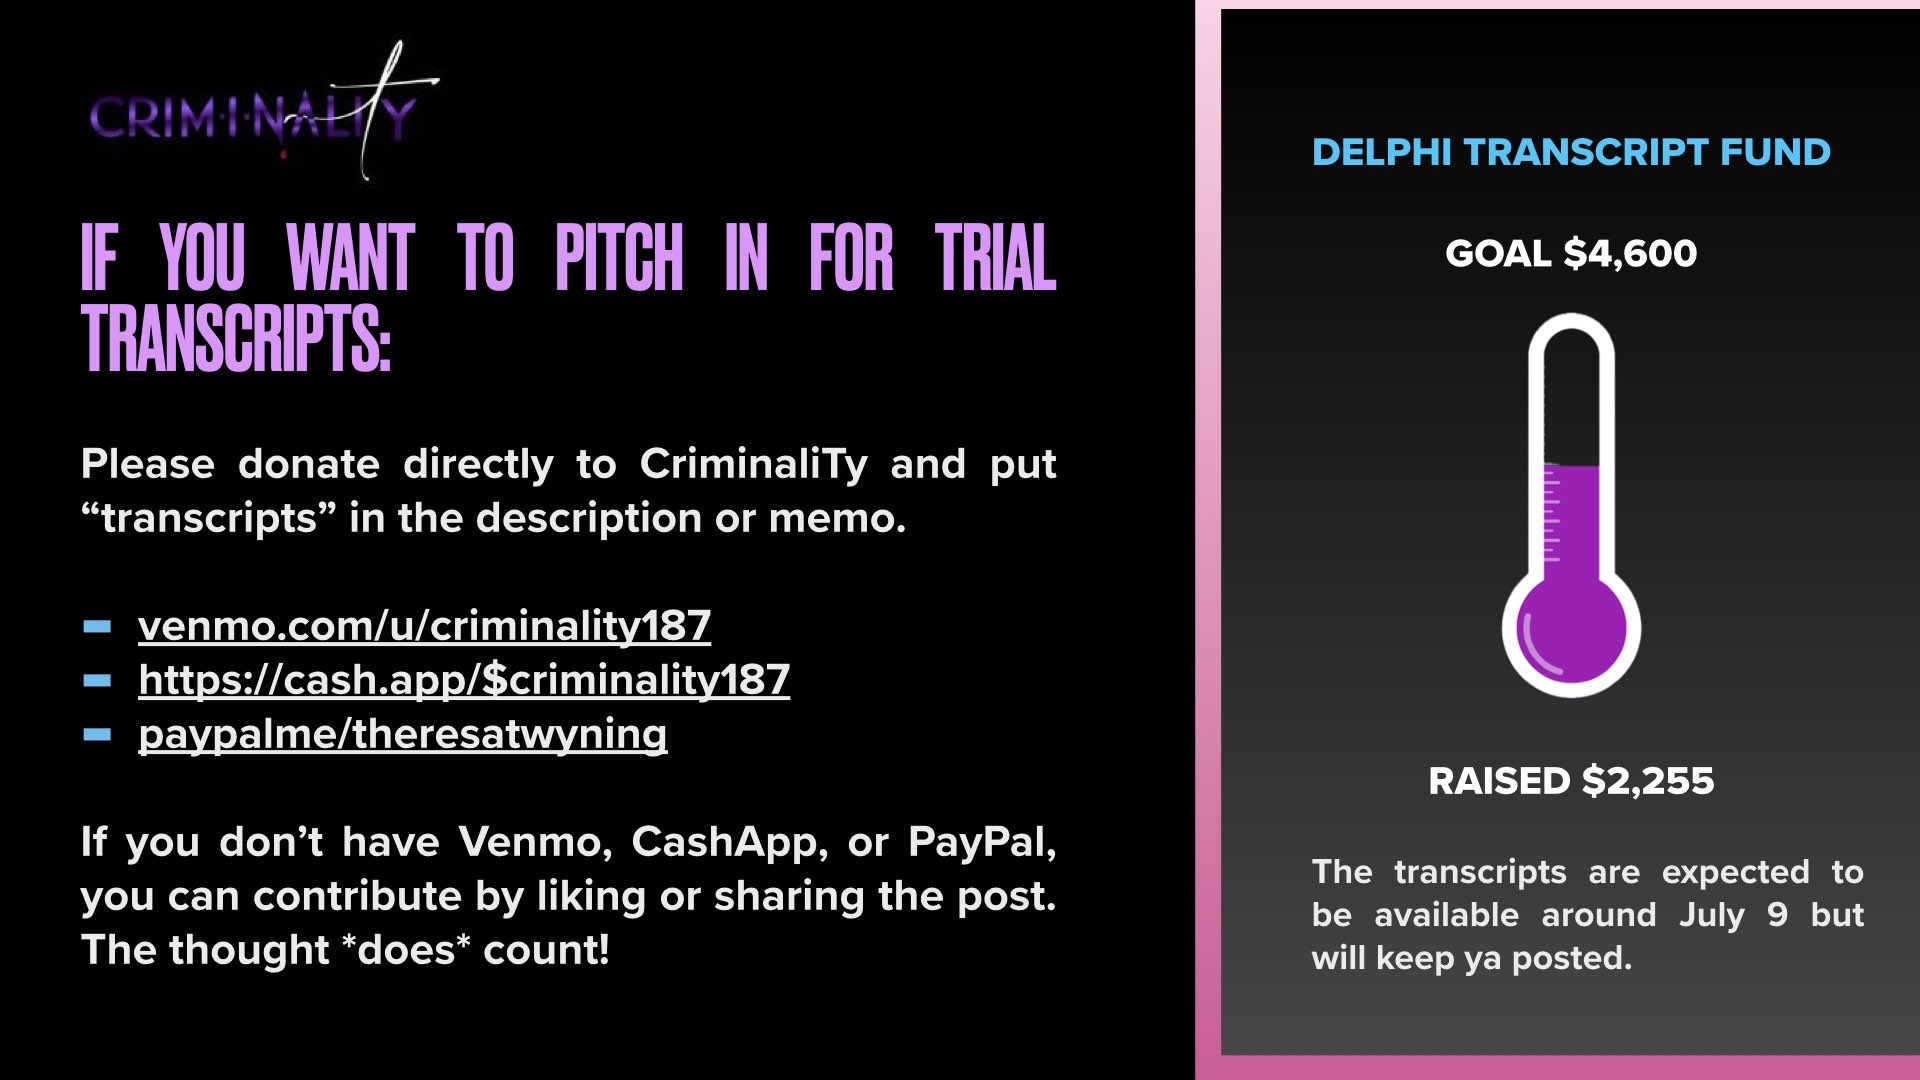 CRIM·I·NALITY
IF YOU WANT TO PITCH IN FOR TRIAL
TRANSCRIPTS:
Please donate directly to CriminaliTy and put
“transcripts” in the description or memo.
venmo.com/u/criminality187
https://cash.app/$criminality187
paypalme/theresatwyning
If you don’t have Venmo, CashApp, or PayPal,
you can contribute by liking or sharing the post.
The thought *does* count!
DELPHI TRANSCRIPT FUND
GOAL $4,600
RAISED $2,255
The transcripts are expected to
be available around July 9 but
will keep ya posted.